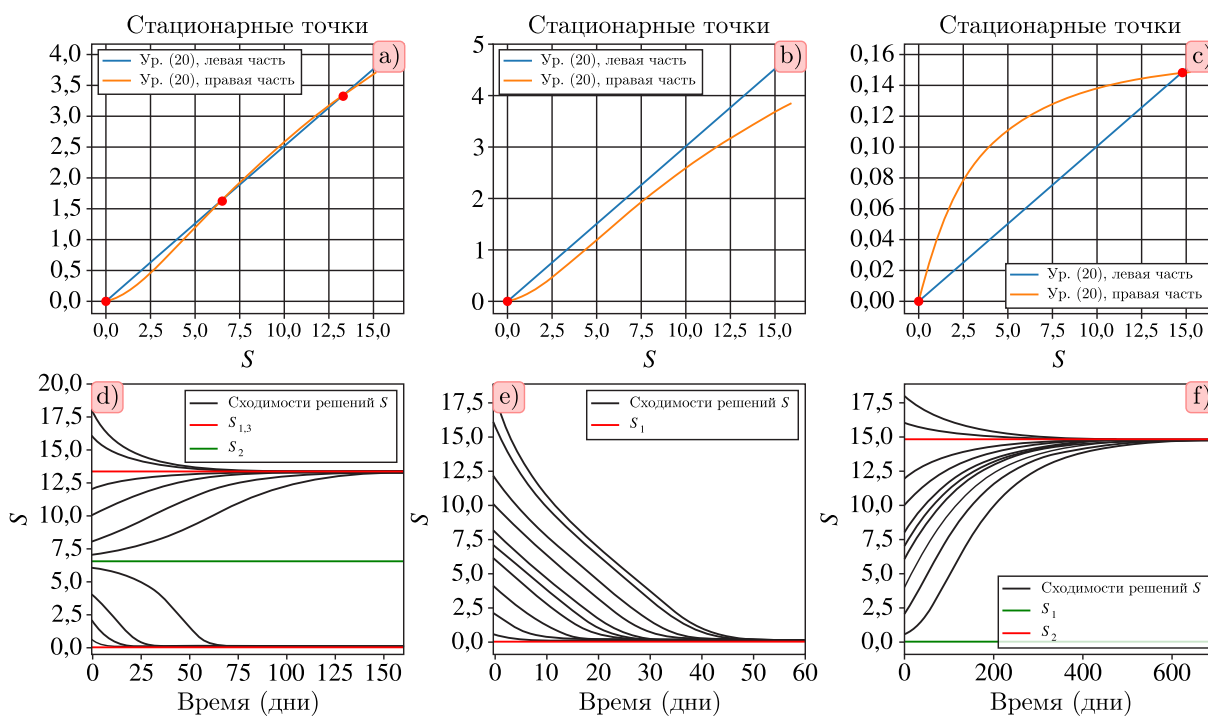 Стационарные точки
a)
Ур. (20), левая часть
Ур. (20), правая часть
4,0
3,5
3,0
2,5
2,0
1,5
1,0
0,5
0,0
0,0 2,5 5,0 7,5 10,0 12,5 15,0
S
Стационарные точки
b)
Ур. (20), левая часть
Ур. (20), правая часть
5
4
3
2
1
0
0,0 2,5 5,0 7,5 10,0 12,5 15,0
S
Стационарные точки
c)
0,16
0,14
0,12
0,10
0,08
0,06
0,04
0,02
0,00
Ур. (20), левая часть
Ур. (20), правая часть
0,0 2,5 5,0 7,5 10,0 12,5 15,0
S
d)
Сходимости решений S
S1,3
S2
20,0
17,5
15,0
12,5
10,0
7,5
5,0
2,5
0,0
S
0 25 50 75 100 125 150
Время (дни)
e)
Сходимости решений S
S1
17,5
15,0
12,5
10,0
7,5
5,0
2,5
0,0
S
0 10 20 30 40 50 60
Время (дни)
f)
17,5
15,0
12,5
10,0
7,5
5,0
2,5
0,0
S
Сходимости решений S
S1
S2
0 200 400 600
Время (дни)